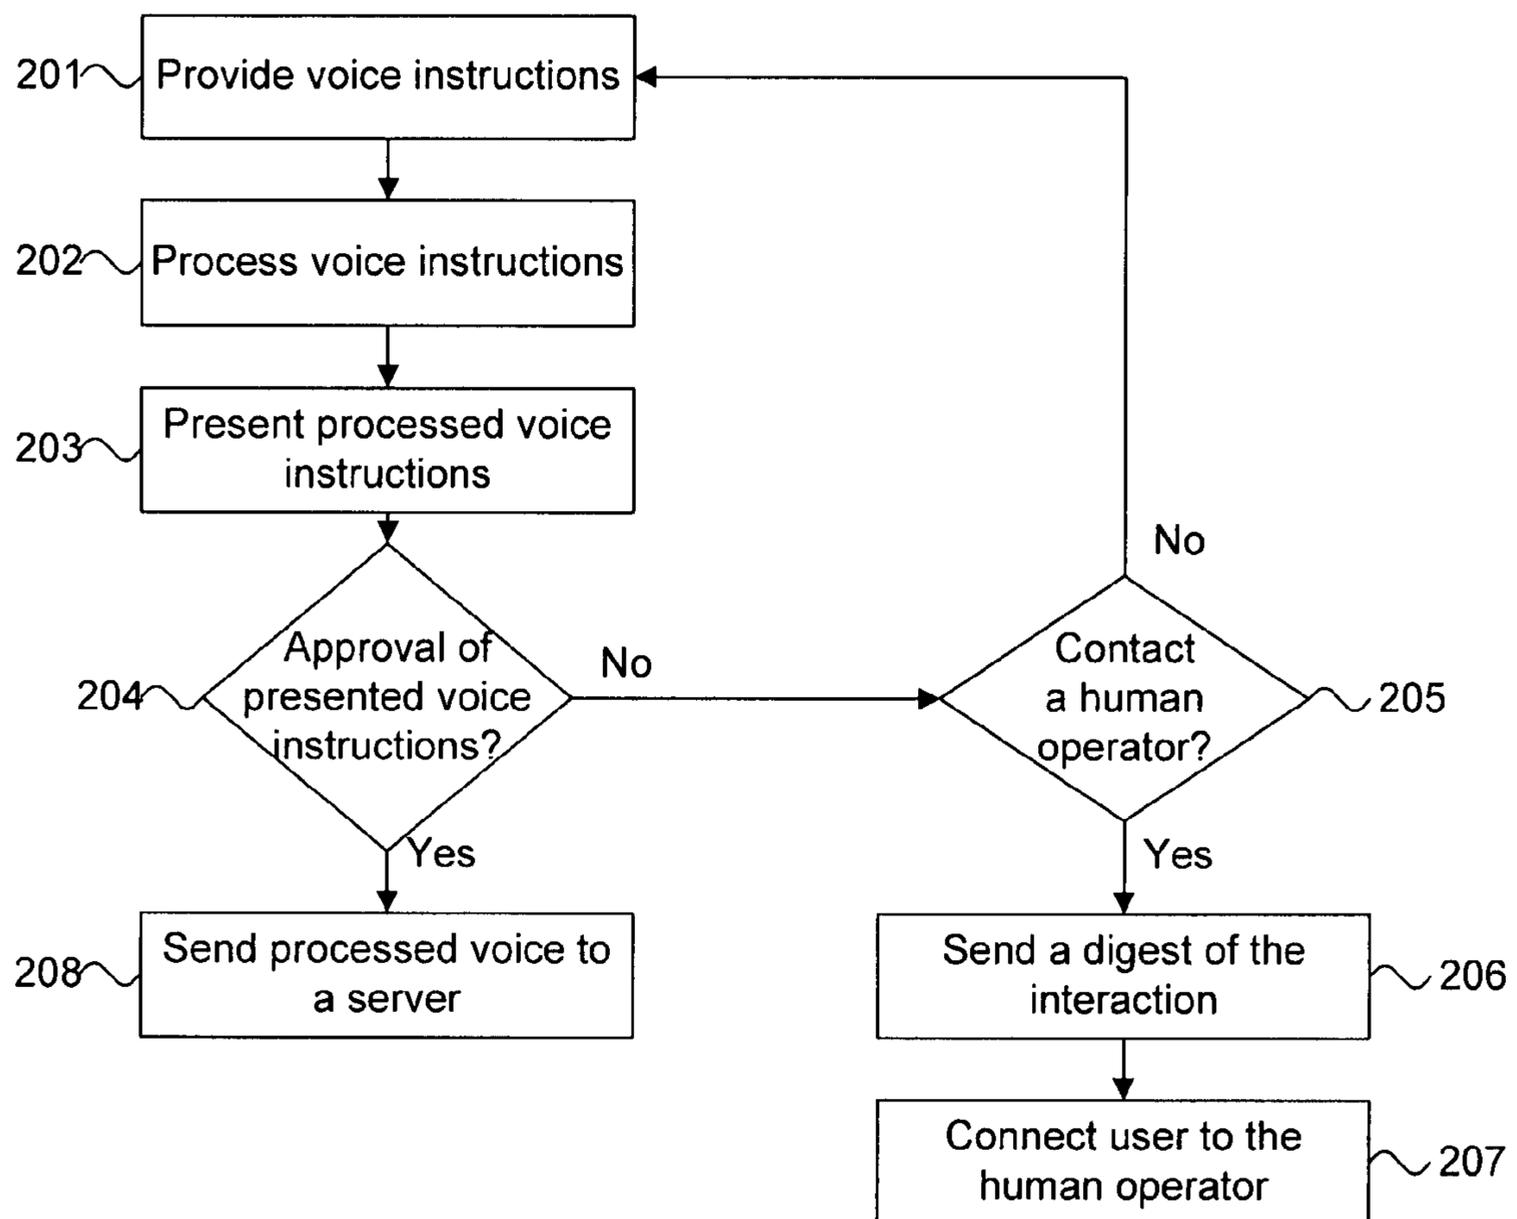 201
Provide voice instructions
202
Process voice instructions
203
Present processed voice
instructions
No
Approval of
presented voice
instructions?
204
No
Contact
a human
operator?
205
Yes
Yes
208
Send processed voice to
a server
Send a digest of the
interaction
206
Connect user to the
human operator
207